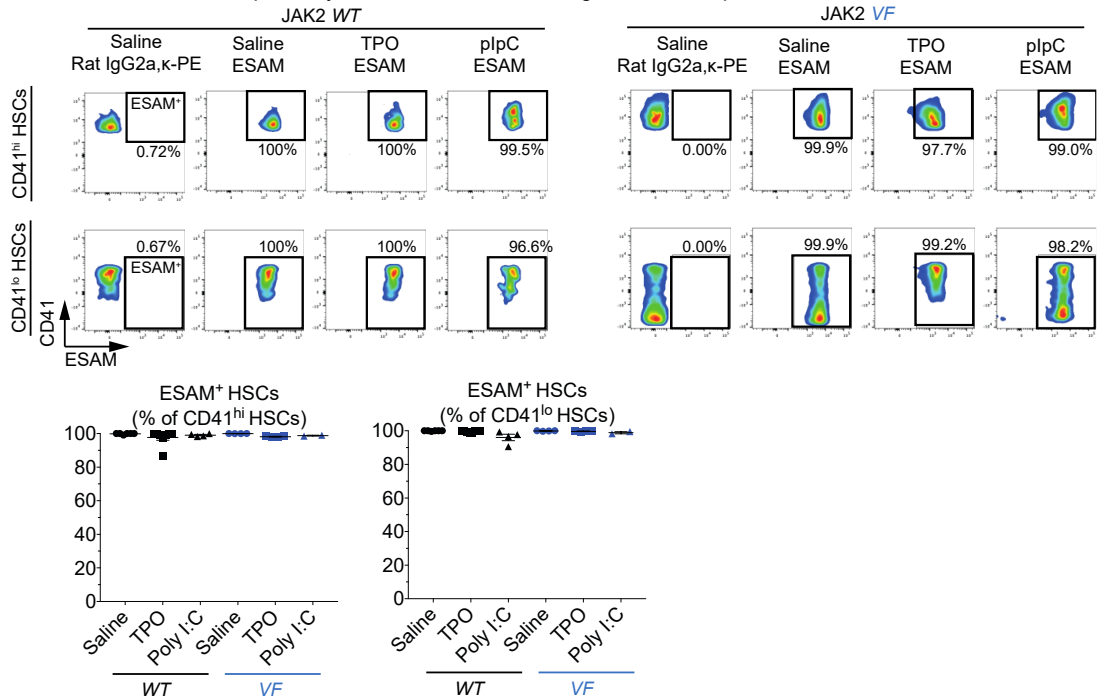 JAK2 WT
JAK2 VF
Saline
Rat IgG2a,κ-PE
Saline
ESAM
TPO
ESAM
pIpC
ESAM
Saline
Rat IgG2a,κ-PE
Saline
ESAM
TPO
ESAM
pIpC
ESAM
CD41hi HSCs
ESAM+
0.72%
100%
100%
99.5%
0.00%
99.9%
97.7%
99.0%
CD41lo HSCs
0.67%
ESAM+
100%
100%
96.6%
0.00%
99.9%
99.2%
98.2%
CD41
ESAM
ESAM+ HSCs
(% of CD41hi HSCs)
100
80
60
40
20
0
Saline
TPO
Poly I:C
Saline
TPO
Poly I:C
WT
VF
ESAM+ HSCs
(% of CD41lo HSCs)
100
80
60
40
20
0
Saline
TPO
Poly I:C
Saline
TPO
Poly I:C
WT
VF